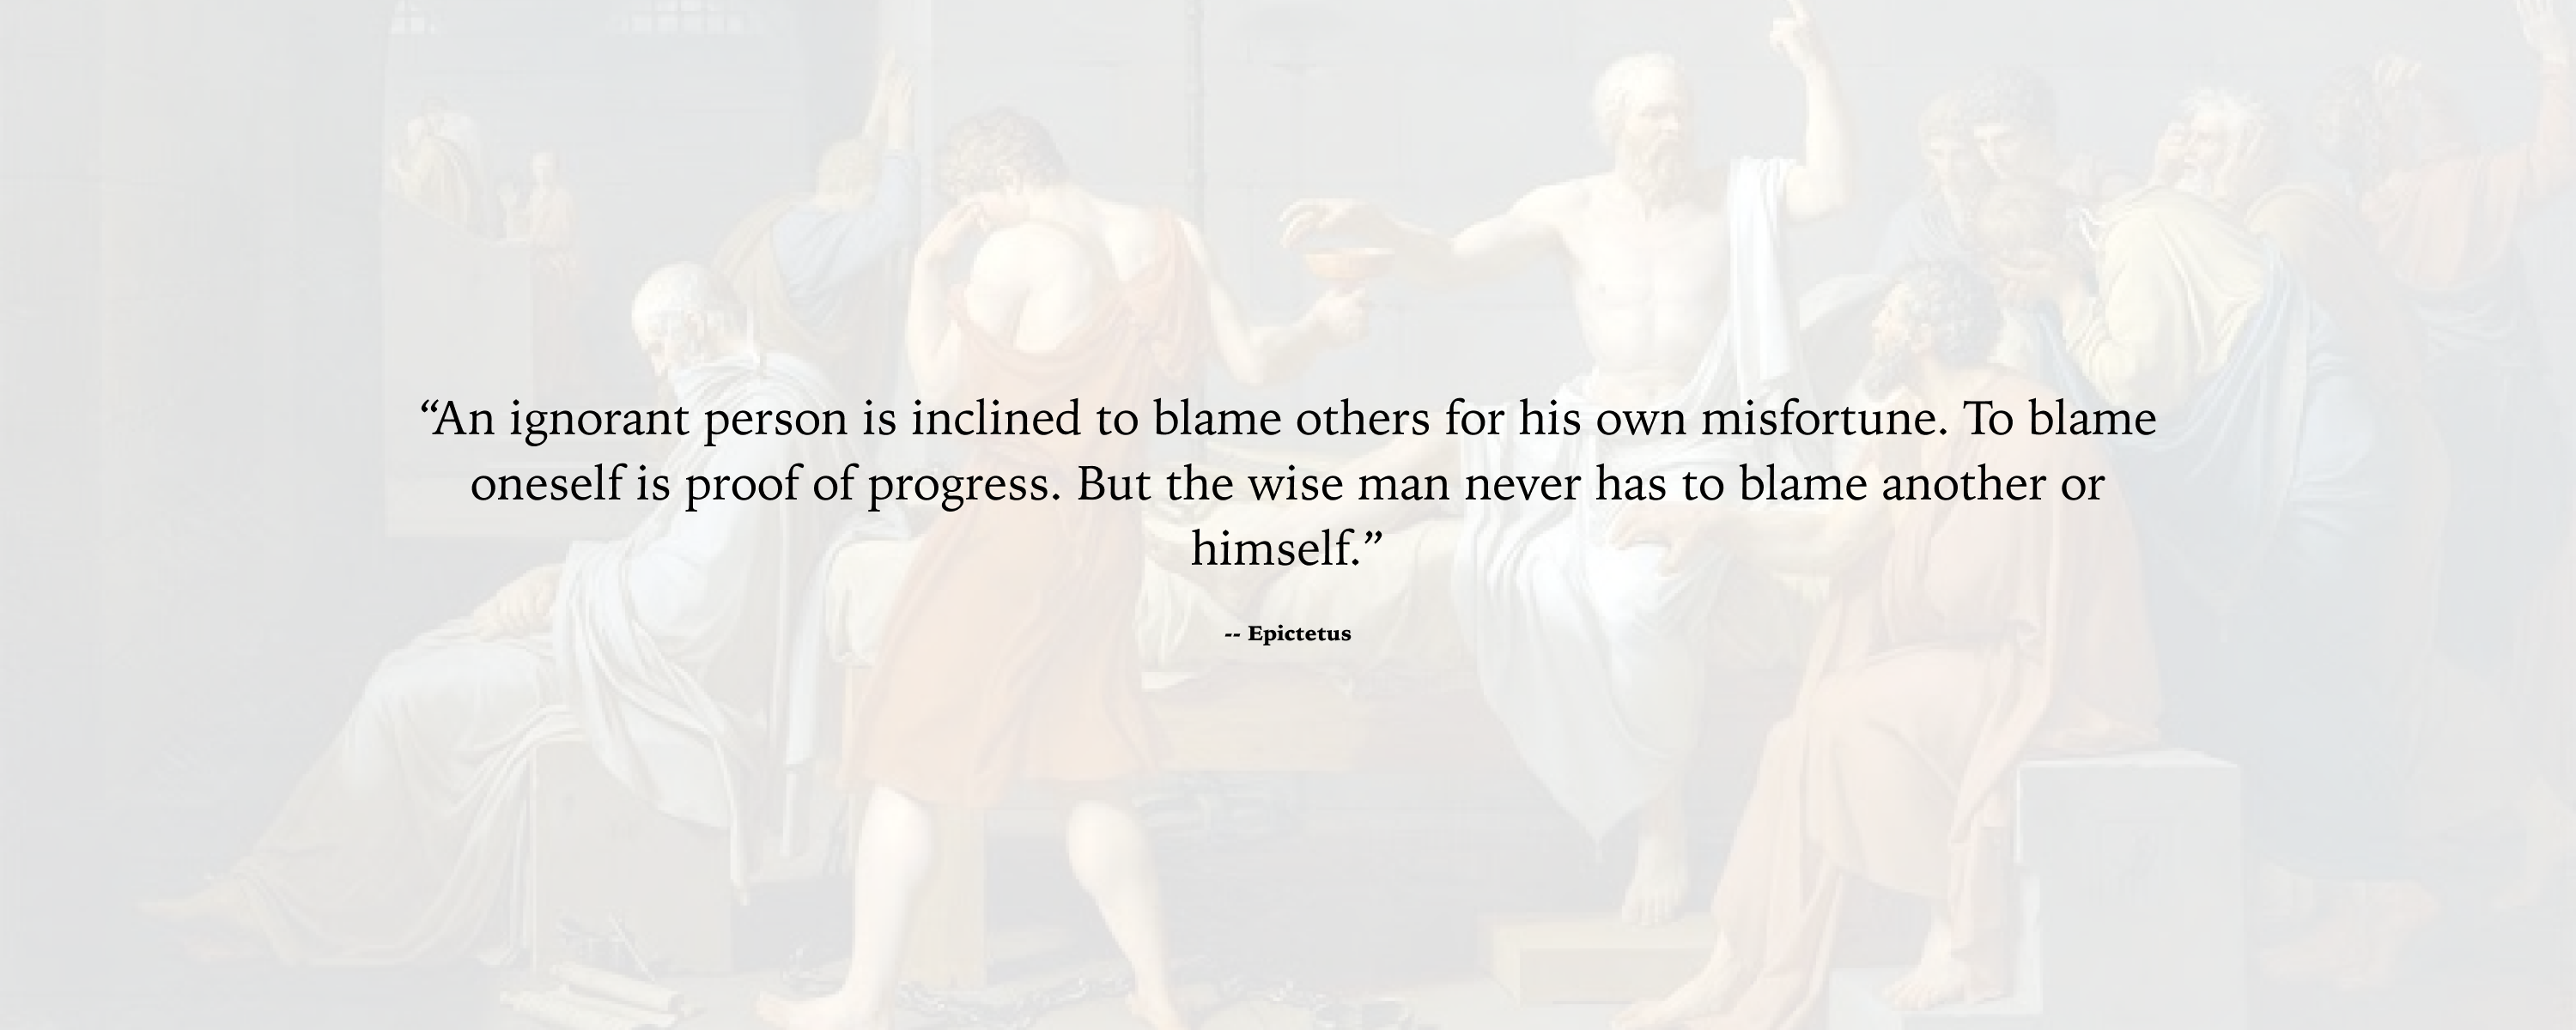 “An ignorant person is inclined to blame others for his own misfortune. To blame
oneself is proof of progress. But the wise man never has to blame another or
himself.”
-- Epictetus